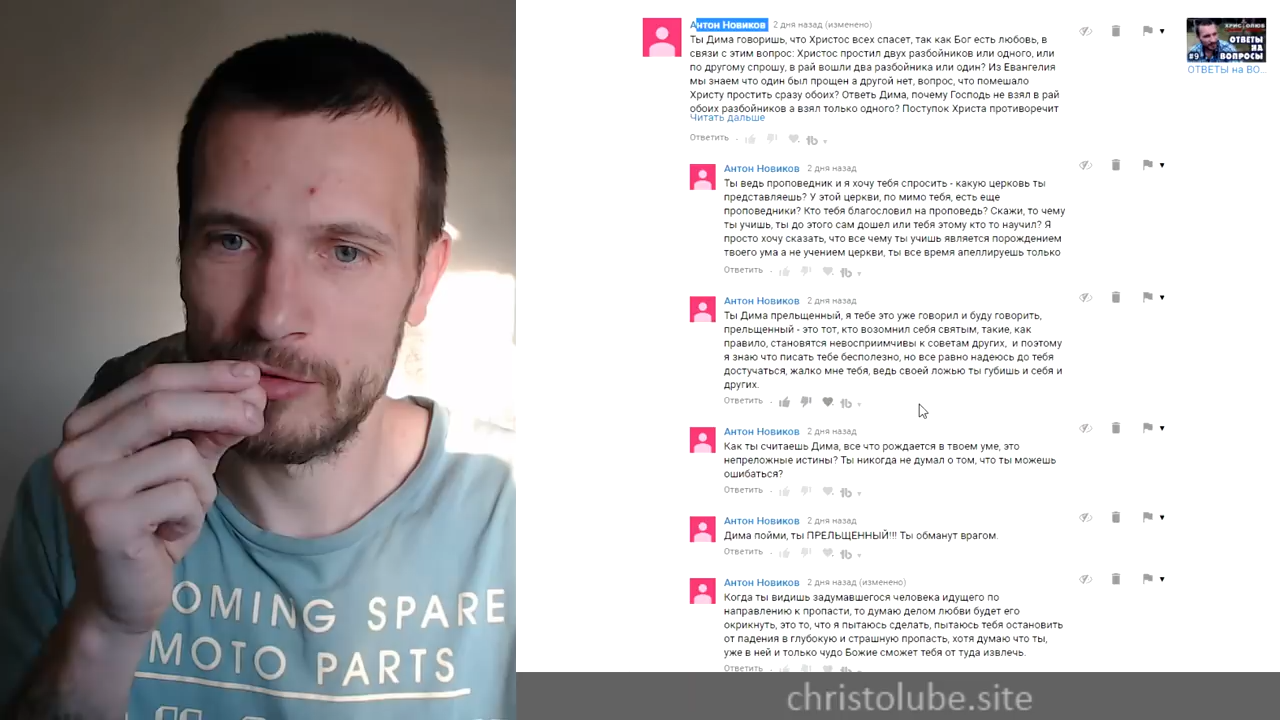 Антон Новиков 2 дня назад (изменено)
Ты Дима говоришь, что Христос всех спасет, так как Бог есть любовь, в
связи с этим вопрос: Христос простил двух разбойников или одного, или
по другому спрошу, в рай вошли два разбойника или один? Из Евангелия
мы знаем что один был прощен а другой нет, вопрос, что помешало
Христу простить сразу обоих? Ответь Дима, почему Господь не взял в рай
обоих разбойников а взял только одного? Поступок Христа противоречит
Читать дальше
Ответить
ХРИСТОЛЮБ
ОТВЕТЫ
НА
ВОПРОСЫ
#9
ОТВЕТЫ на ВО...
Антон Новиков 2 дня назад
Ты ведь проповедник и я хочу тебя спросить - какую церковь ты
представляешь? У этой церкви, по мимо тебя, есть еще
проповедники? Кто тебя благословил на проповедь? Скажи, то чему
ты учишь, ты до этого сам дошел или тебя этому кто то научил? Я
просто хочу сказать, что все чему ты учишь является порождением
твоего ума а не учением церкви, ты все время апеллируешь только
Ответить
Антон Новиков 2 дня назад
Ты Дима прельщенный, я тебе это уже говорил и буду говорить,
прельщенный - это тот, кто возомнил себя святым, такие, как
правило, становятся невосприимчивы к советам других, и поэтому
я знаю что писать тебе бесполезно, но все равно надеюсь до тебя
достучаться, жалко мне тебя, ведь своей ложью ты губишь и себя и
других.
Ответить
Антон Новиков 2 дня назад
Как ты считаешь Дима, все что рождается в твоем уме, это
непреложные истины? Ты никогда не думал о том, что ты можешь
ошибаться?
Ответить
Антон Новиков 2 дня назад
Дима пойми, ты ПРЕЛЬЩЕННЫЙ!!! Ты обманут врагом.
Ответить
Антон Новиков 2 дня назад (изменено)
Когда ты видишь задумавшегося человека идущего по
направлению к пропасти, то думаю делом любви будет его
окрикнуть, это то, что я пытаюсь сделать, пытаюсь тебя остановить
от падения в глубокую и страшную пропасть, хотя думаю что ты,
уже в ней и только чудо Божие сможет тебя от туда извлечь.
Ответить
OMING SPARE
MOTO PARTS
christolube.site